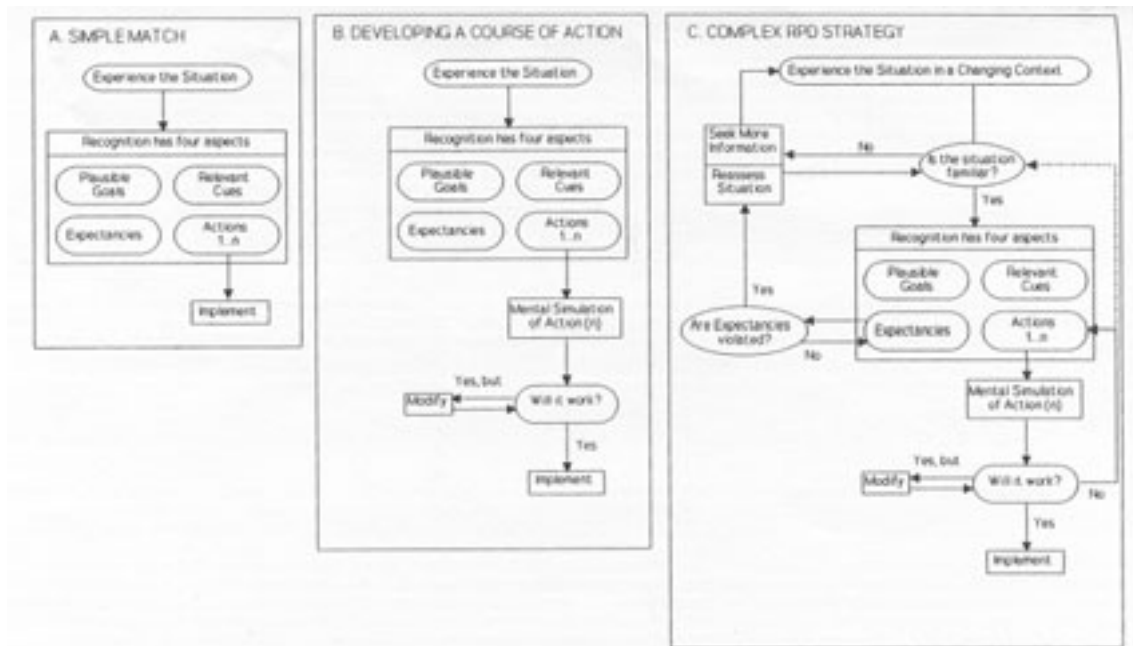 A. SIMPLE MATCH
Experience the Situation
Recognition has four aspects
Plausible
Goals
Relevant
Cues
Expectancies
Actions
1...n
Implement
B. DEVELOPING A COURSE OF ACTION
Experience the Situation
Recognition has four aspects
Plausible
Goals
Relevant
Cues
Expectancies
Actions
1...n
Mental Simulation
of Action (n)
Yes, but
Modify
Will it work?
Yes
Implement
C. COMPLEX RPD STRATEGY
Experience the Situation in a Changing Context
Seek More
Information
No
Is the situation
familiar?
Reassess
Situation
Yes
Recognition has four aspects
Plausible
Goals
Relevant
Cues
Yes
Are Expectancies
violated?
No
Expectancies
Actions
1...n
Mental Simulation
of Action (n)
Yes, but
Modify
Will it work?
No
Yes
Implement